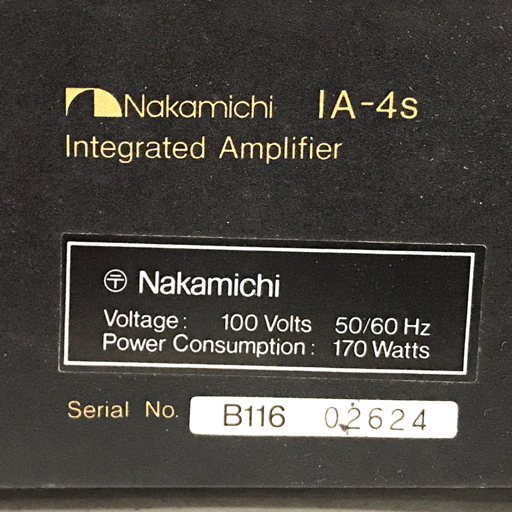 Nakamichi IA-4s
Integrated Amplifier
〶 Nakamichi
Voltage: 100 Volts 50/60 Hz
Power Consumption: 170 Watts
Serial No. B116 02624